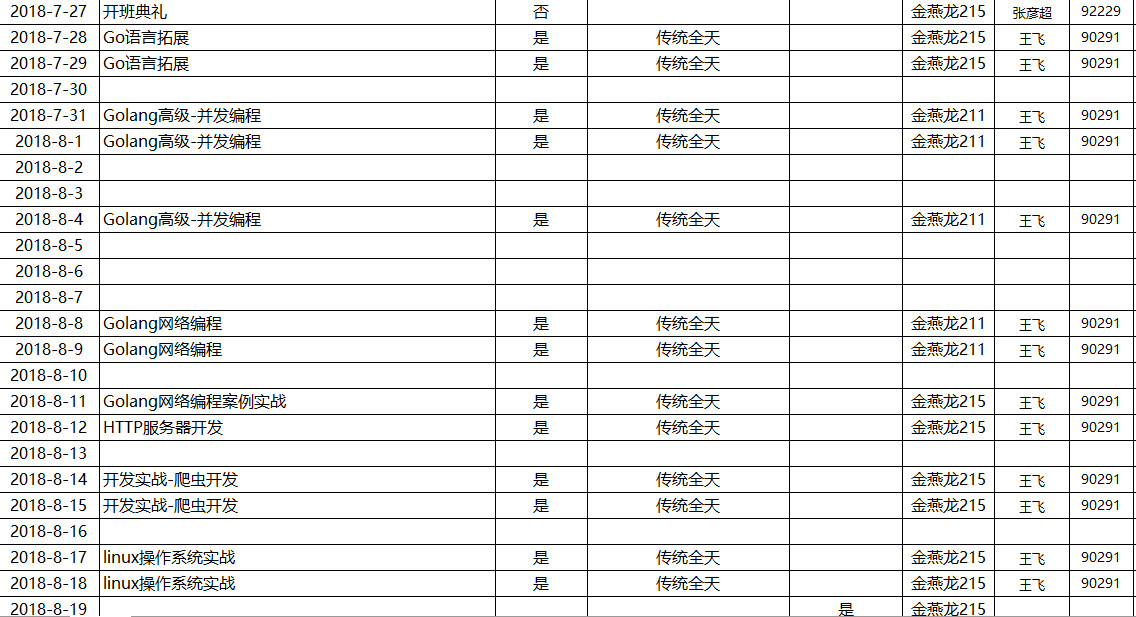 2018-7-27 开班典礼 否 金燕龙215 张彦超 92229
2018-7-28 Go语言拓展 是 传统全天 金燕龙215 王飞 90291
2018-7-29 Go语言拓展 是 传统全天 金燕龙215 王飞 90291
2018-7-30
2018-7-31 Golang高级-并发编程 是 传统全天 金燕龙211 王飞 90291
2018-8-1 Golang高级-并发编程 是 传统全天 金燕龙211 王飞 90291
2018-8-2
2018-8-3
2018-8-4 Golang高级-并发编程 是 传统全天 金燕龙211 王飞 90291
2018-8-5
2018-8-6
2018-8-7
2018-8-8 Golang网络编程 是 传统全天 金燕龙211 王飞 90291
2018-8-9 Golang网络编程 是 传统全天 金燕龙211 王飞 90291
2018-8-10
2018-8-11 Golang网络编程案例实战 是 传统全天 金燕龙215 王飞 90291
2018-8-12 HTTP服务器开发 是 传统全天 金燕龙215 王飞 90291
2018-8-13
2018-8-14 开发实战-爬虫开发 是 传统全天 金燕龙215 王飞 90291
2018-8-15 开发实战-爬虫开发 是 传统全天 金燕龙215 王飞 90291
2018-8-16
2018-8-17 linux操作系统实战 是 传统全天 金燕龙215 王飞 90291
2018-8-18 linux操作系统实战 是 传统全天 金燕龙215 王飞 90291
2018-8-19 是 金燕龙215